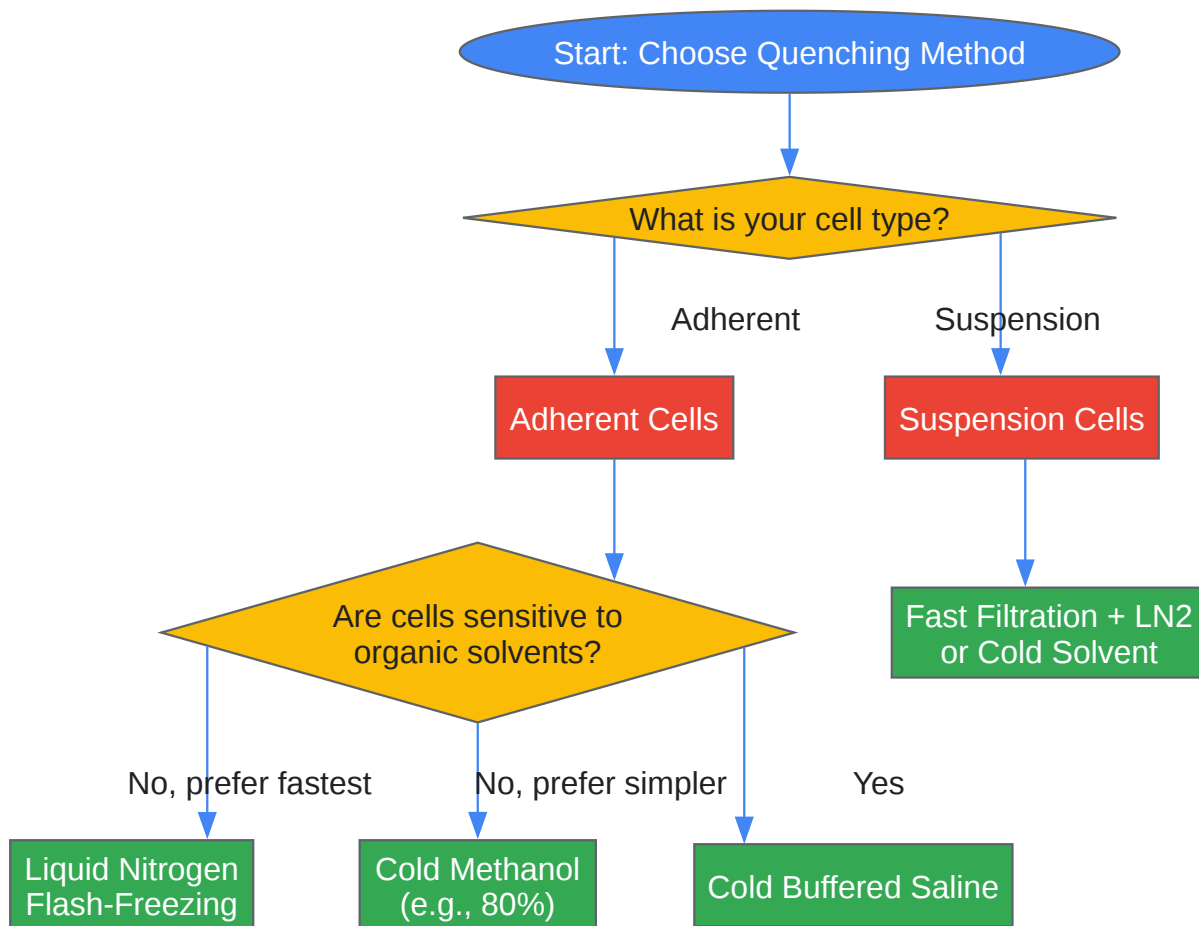 Start: Choose Quenching Method
What is your cell type?
Adherent
Suspension
Adherent Cells
Suspension Cells
Are cells sensitive to
organic solvents?
Fast Filtration + LN2
or Cold Solvent
No, prefer fastest
No, prefer simpler
Yes
Liquid Nitrogen
Flash-Freezing
Cold Methanol
(e.g., 80%)
Cold Buffered Saline